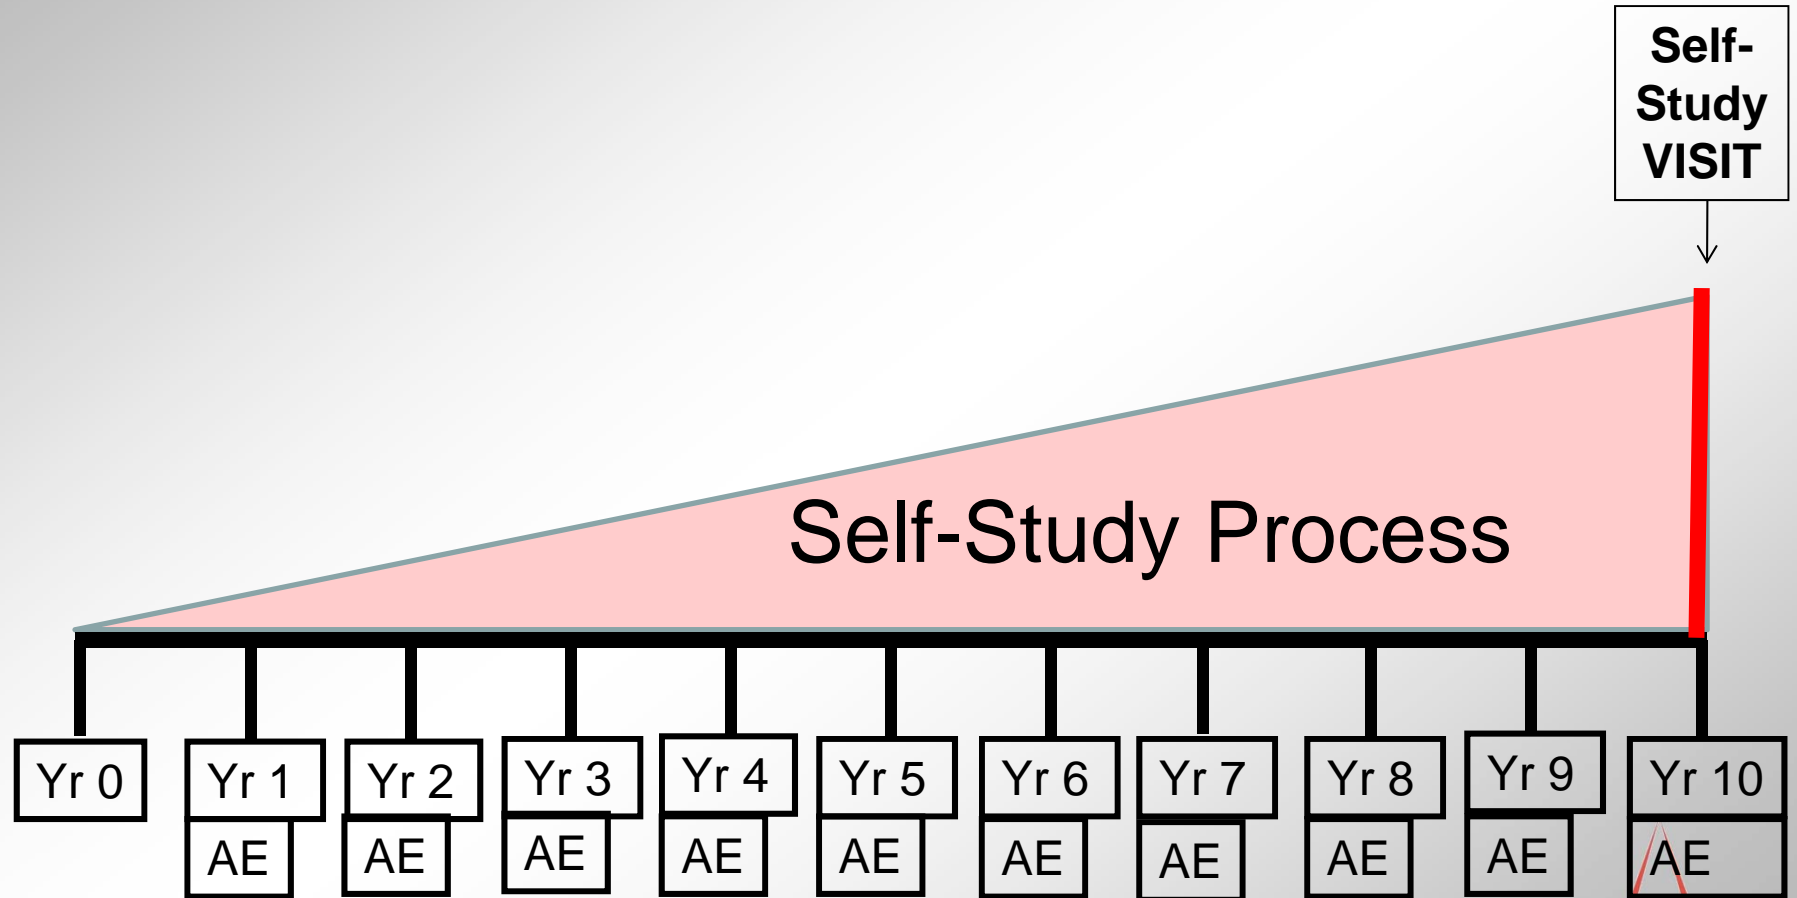 Self-
Study
VISIT
Self-Study Process
Yr 0 Yr 1 Yr 2 Yr 3 Yr 4 Yr 5 Yr 6 Yr 7 Yr 8 Yr 9 Yr 10
AE AE AE AE AE AE AE AE AE AE